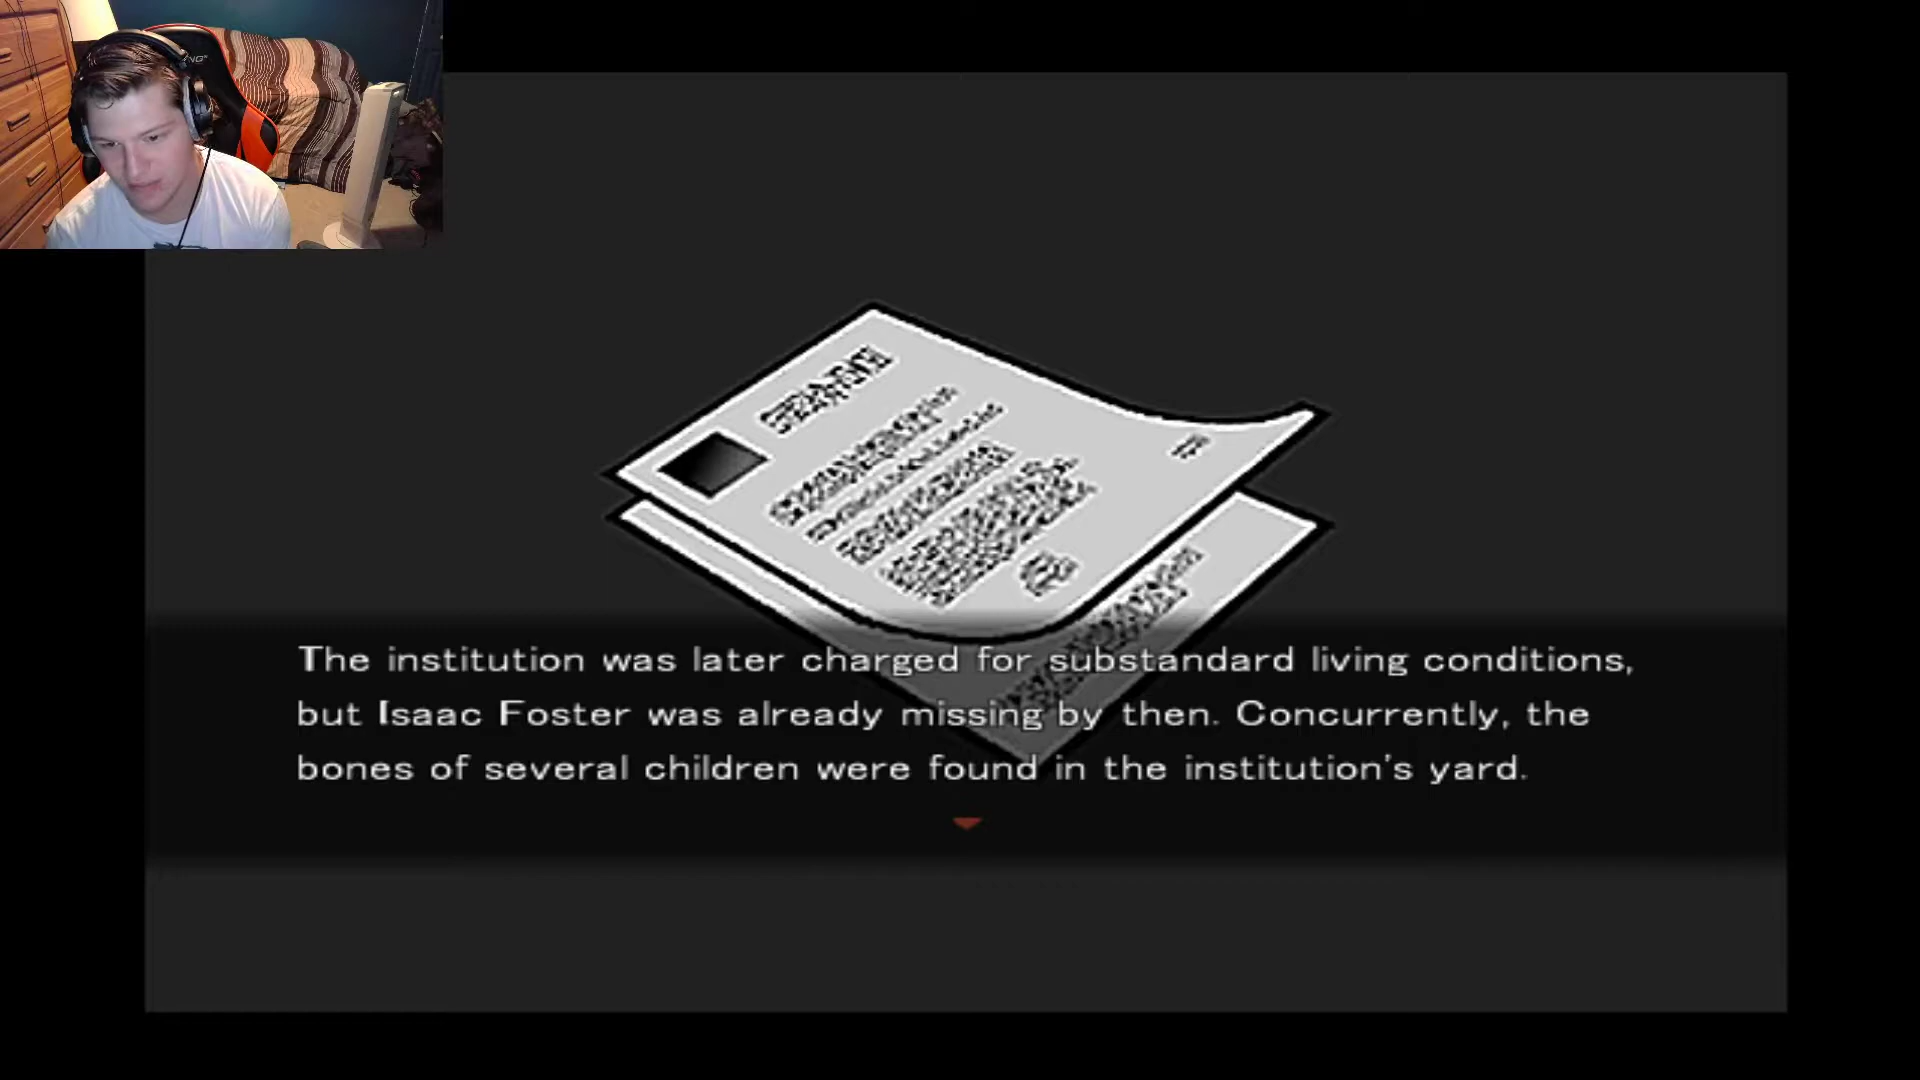 The institution was later charged for substandard living conditions,
but Isaac Foster was already missing by then. Concurrently, the
bones of several children were found in the institution's yard.